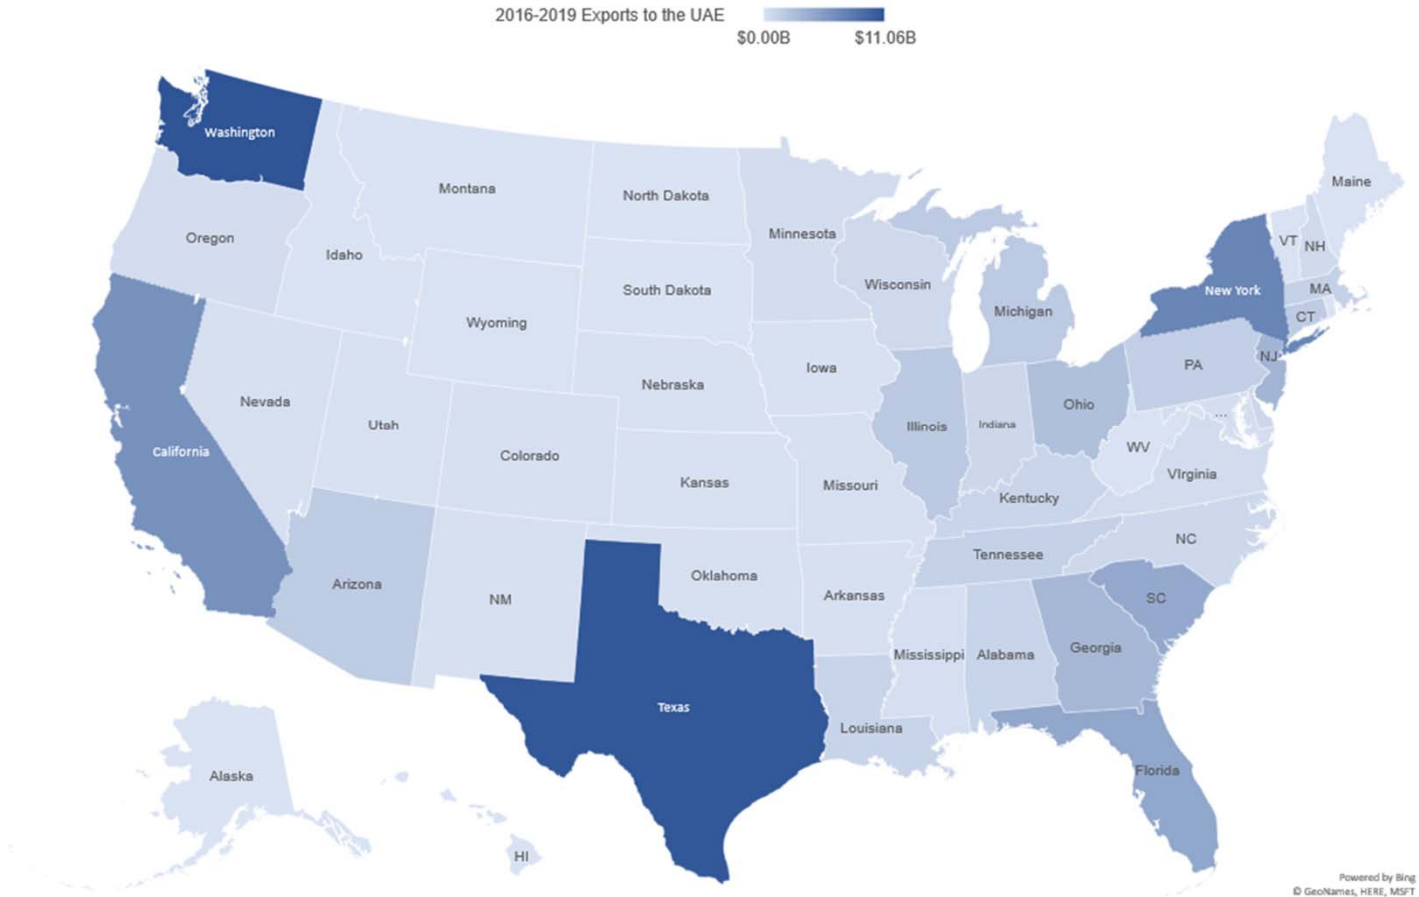 2016-2019 Exports to the UAE
$0.00B $11.06B
Washington
Montana
North Dakota
Minnesota
Maine
Oregon
Idaho
South Dakota
Wisconsin
Michigan
New York
VT
NH
MA
CT
Wyoming
Iowa
Nebraska
PA
NJ
Nevada
Utah
Colorado
Kansas
Missouri
Illinois
Indiana
Ohio
...
WV
VIrginia
California
Kentucky
Arizona
NM
Oklahoma
Arkansas
Tennessee
NC
SC
Mississippi
Alabama
Georgia
Texas
Louisiana
Florida
Alaska
HI
Powered by Bing
© GeoNames, HERE, MSFT